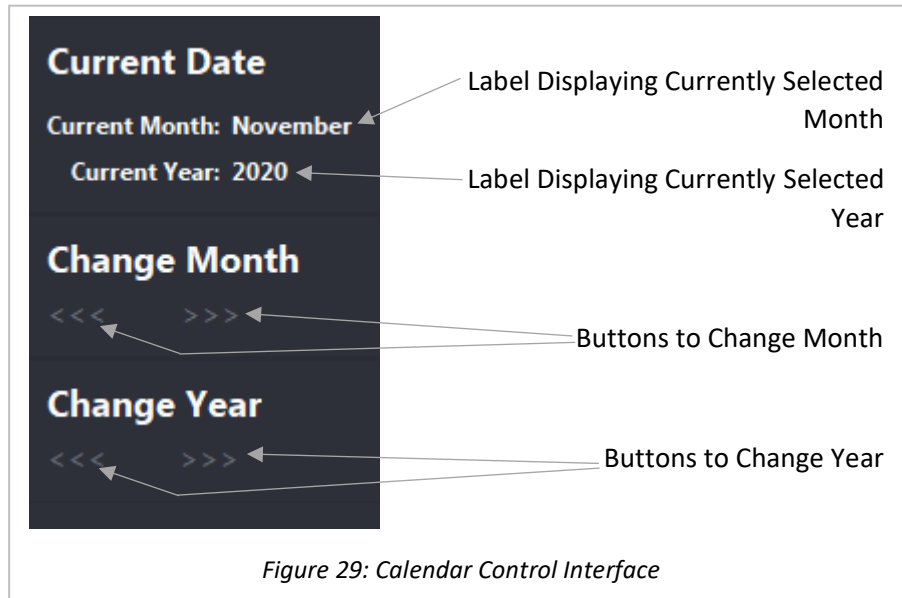 Current Date
Label Displaying Currently Selected
Month
Current Month: November
Current Year: 2020
Label Displaying Currently Selected
Year
Change Month
<<< >>>
Buttons to Change Month
Change Year
<<< >>>
Buttons to Change Year
Figure 29: Calendar Control Interface